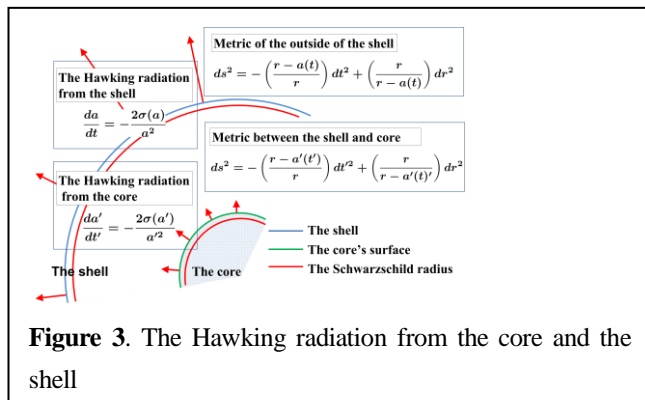 Metric of the outside of the shell
ds² = −((r − a(t))/r) dt² + (r/(r − a(t))) dr²
The Hawking radiation
from the shell
da/dt = −2σ(a)/a²
Metric between the shell and core
ds² = −((r − a′(t′))/r) dt′² + (r/(r − a′(t)′)) dr²
The Hawking radiation
from the core
da′/dt′ = −2σ(a′)/a′²
The shell
The core
The shell
The core's surface
The Schwarzschild radius
Figure 3. The Hawking radiation from the core and the
shell